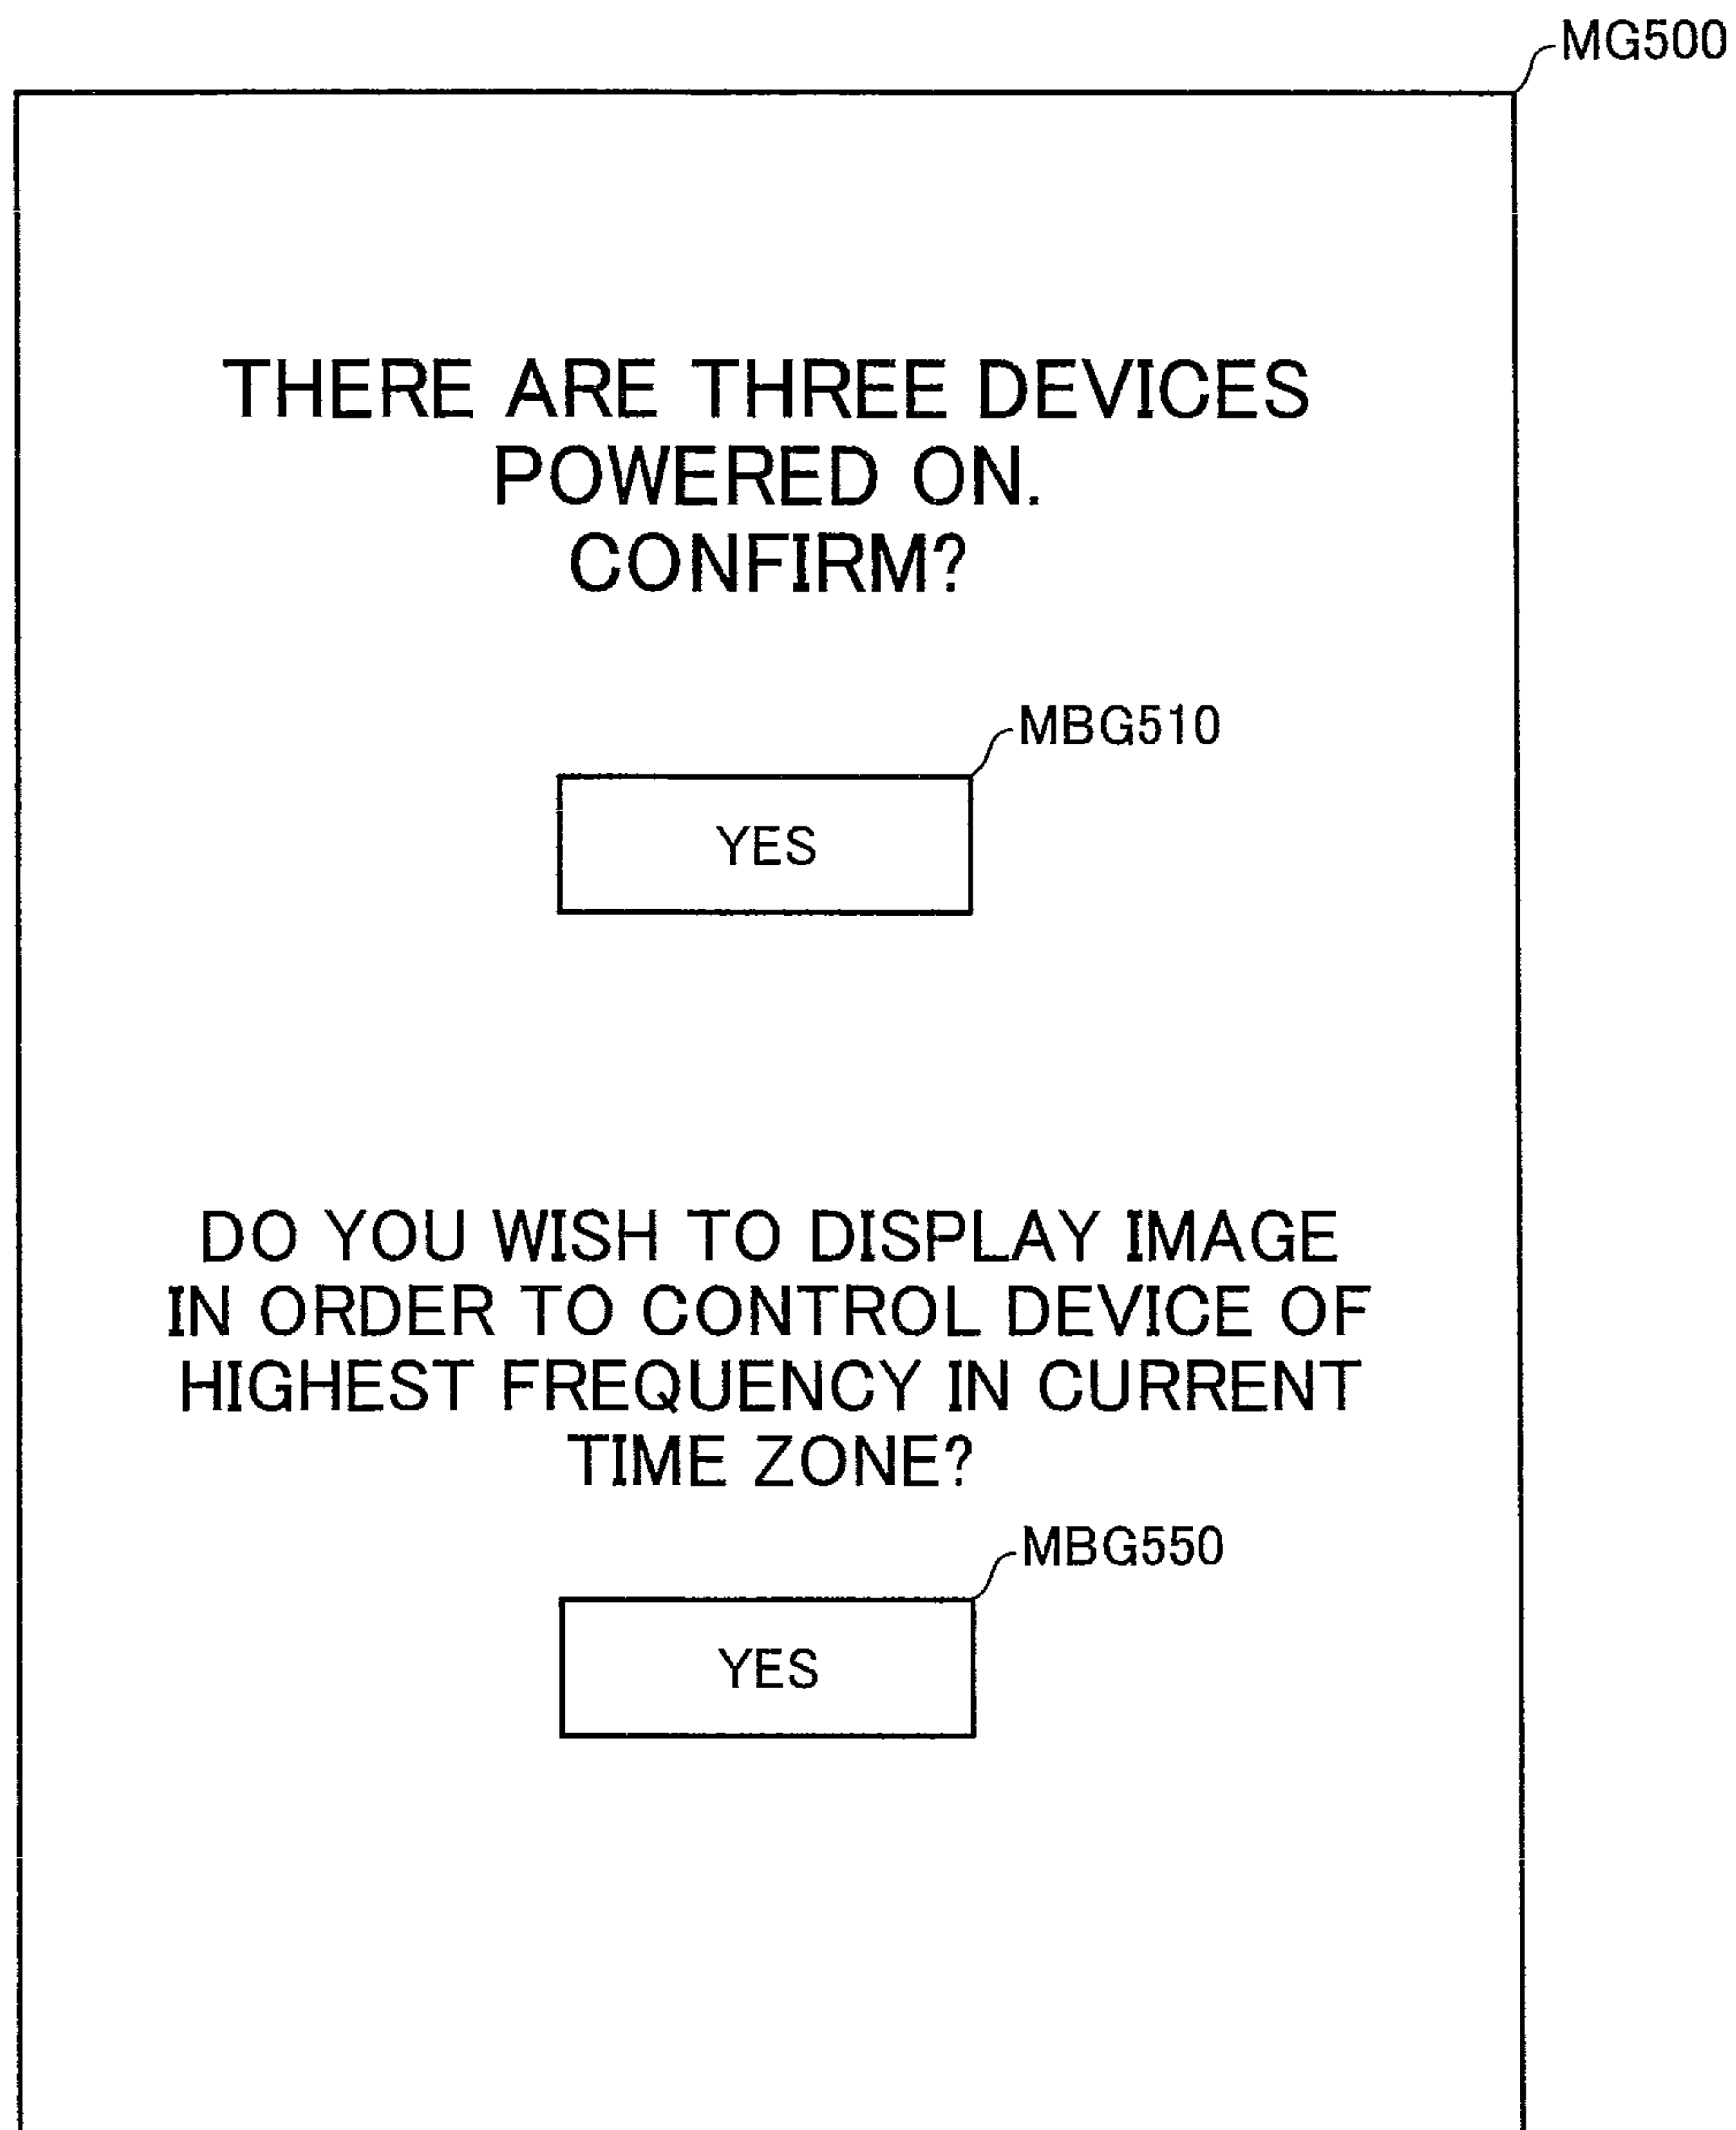 MG500
THERE ARE THREE DEVICES
POWERED ON.
CONFIRM?
MBG510
YES
DO YOU WISH TO DISPLAY IMAGE
IN ORDER TO CONTROL DEVICE OF
HIGHEST FREQUENCY IN CURRENT
TIME ZONE?
MBG550
YES